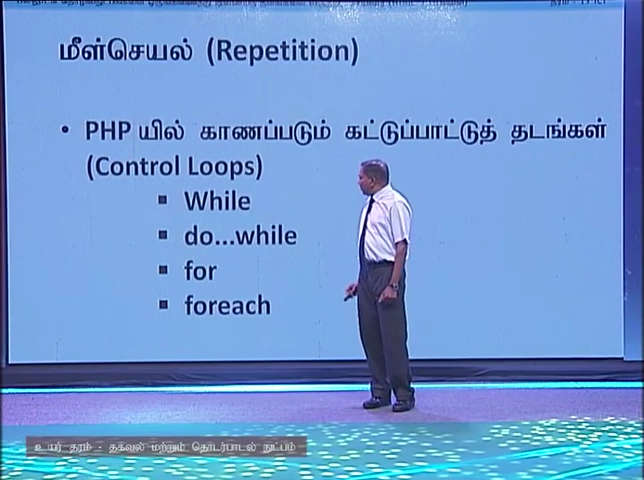 மீள்செயல் (Repetition)
• PHP யில் காணப்படும் கட்டுப்பாட்டுத் தடங்கள்
(Control Loops)
▪ While
▪ do...while
▪ for
▪ foreach
உயர் தரம் - தகவல் மற்றும் தொடர்பாடல் நுட்பம்